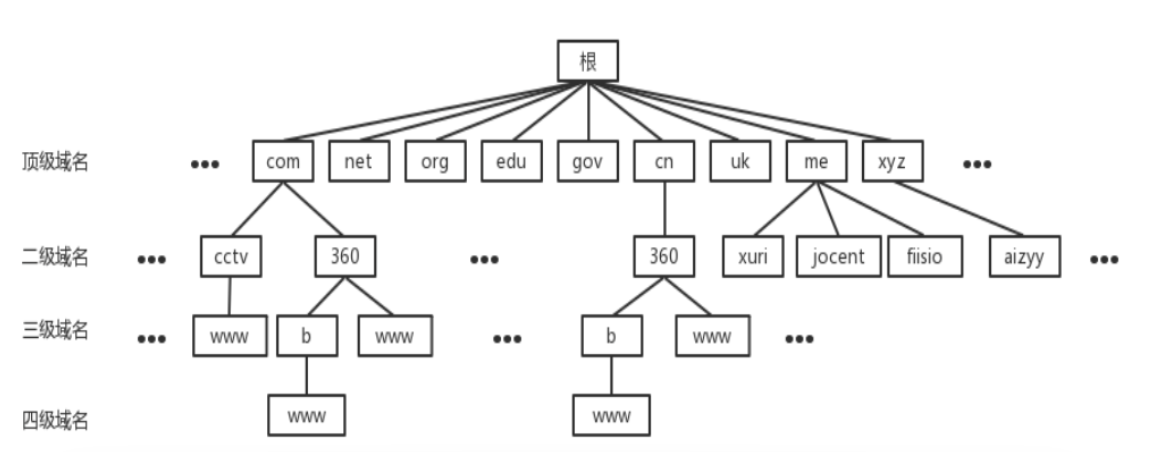 根
顶级域名 ••• com net org edu gov cn uk me xyz •••
二级域名 ••• cctv 360 ••• 360 xuri jocent fiisio aizyy •••
三级域名 ••• www b www ••• b www •••
四级域名 www www